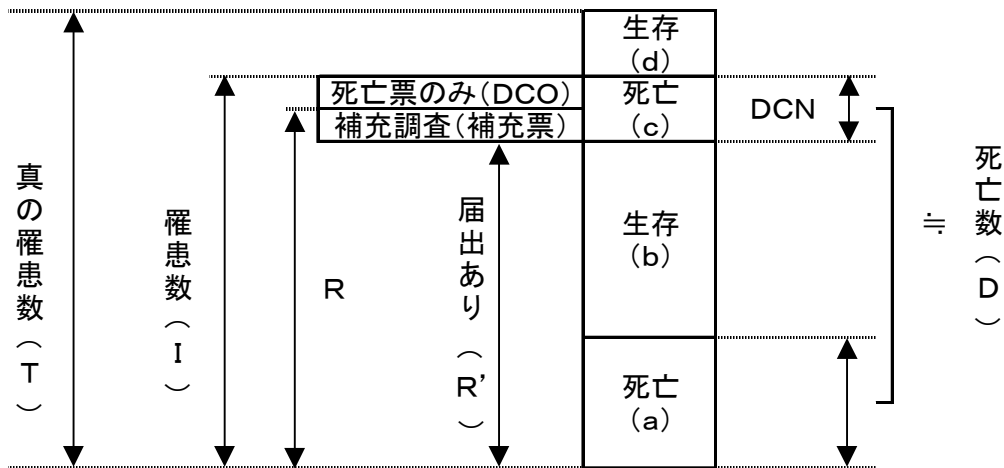 生存
(d)
死亡票のみ(DCO)
死亡
(c)
DCN
補充調査(補充票)
真の罹患数(T)
罹患数(I)
R
届出あり(R')
生存
(b)
≒
死亡数(D)
死亡
(a)